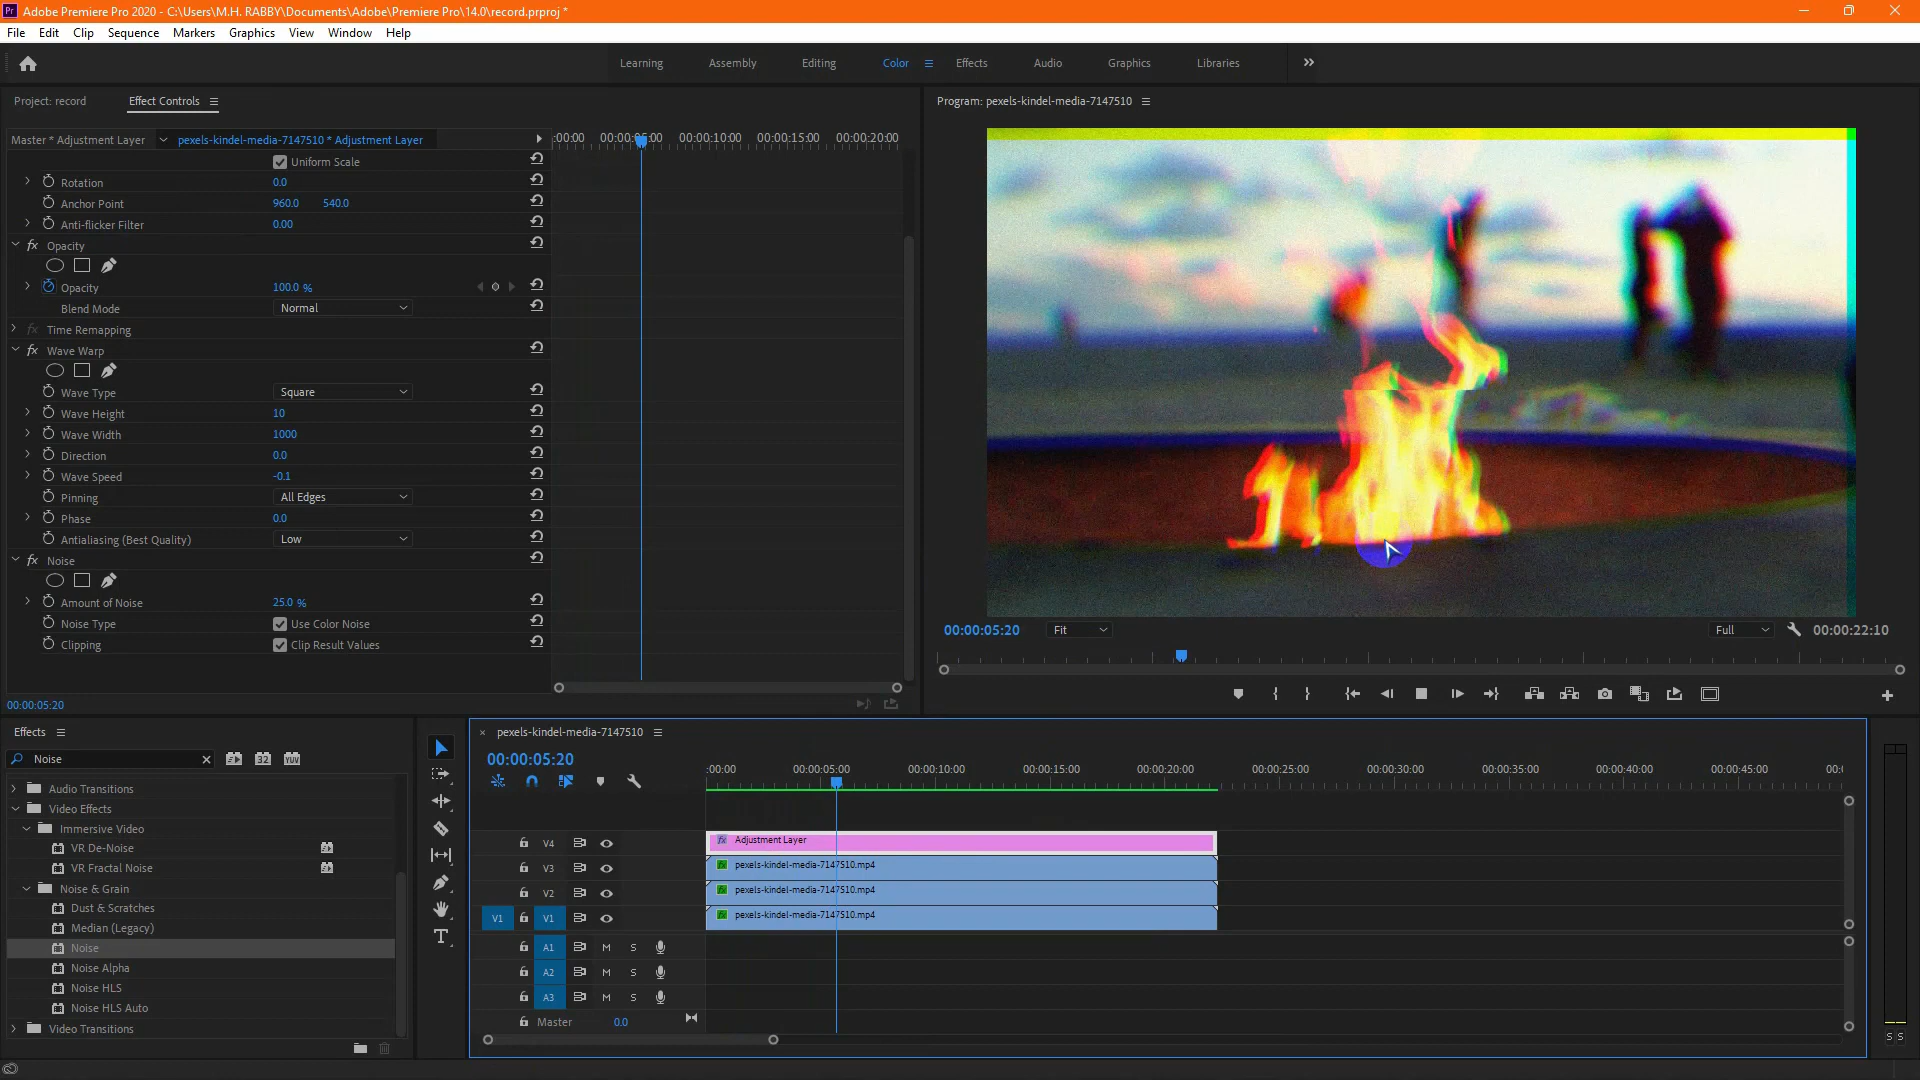 Adobe Premiere Pro 2020 - C:\Users\M.H. RABBY\Documents\Adobe\Premiere Pro\14.0\record.prproj *
File Edit Clip Sequence Markers Graphics View Window Help
Learning Assembly Editing Color Effects Audio Graphics Libraries
Project: record Effect Controls
Program: pexels-kindel-media-7147510
Master * Adjustment Layer pexels-kindel-media-7147510 * Adjustment Layer
:00:00 00:00:05:00 00:00:10:00 00:00:15:00 00:00:20:00
Uniform Scale
Rotation 0.0
Anchor Point 960.0 540.0
Anti-flicker Filter 0.00
fx Opacity
Opacity 100.0 %
Blend Mode Normal
fx Time Remapping
fx Wave Warp
Wave Type Square
Wave Height 10
Wave Width 1000
Direction 0.0
Wave Speed -0.1
Pinning All Edges
Phase 0.0
Antialiasing (Best Quality) Low
fx Noise
Amount of Noise 25.0 %
Noise Type Use Color Noise
Clipping Clip Result Values
00:00:05:20
00:00:05:20 Fit Full 00:00:22:10
Effects
Noise 32 YUV
Audio Transitions
Video Effects
Immersive Video
VR De-Noise
VR Fractal Noise
Noise & Grain
Dust & Scratches
Median (Legacy)
Noise
Noise Alpha
Noise HLS
Noise HLS Auto
Video Transitions
pexels-kindel-media-7147510
00:00:05:20
:00:00 00:00:05:00 00:00:10:00 00:00:15:00 00:00:20:00 00:00:25:00 00:00:30:00 00:00:35:00 00:00:40:00 00:00:45:00 00:
V4 fx Adjustment Layer
V3 fx pexels-kindel-media-7147510.mp4
V2 fx pexels-kindel-media-7147510.mp4
V1 V1 fx pexels-kindel-media-7147510.mp4
A1 M S
A2 M S
A3 M S
Master 0.0
S S